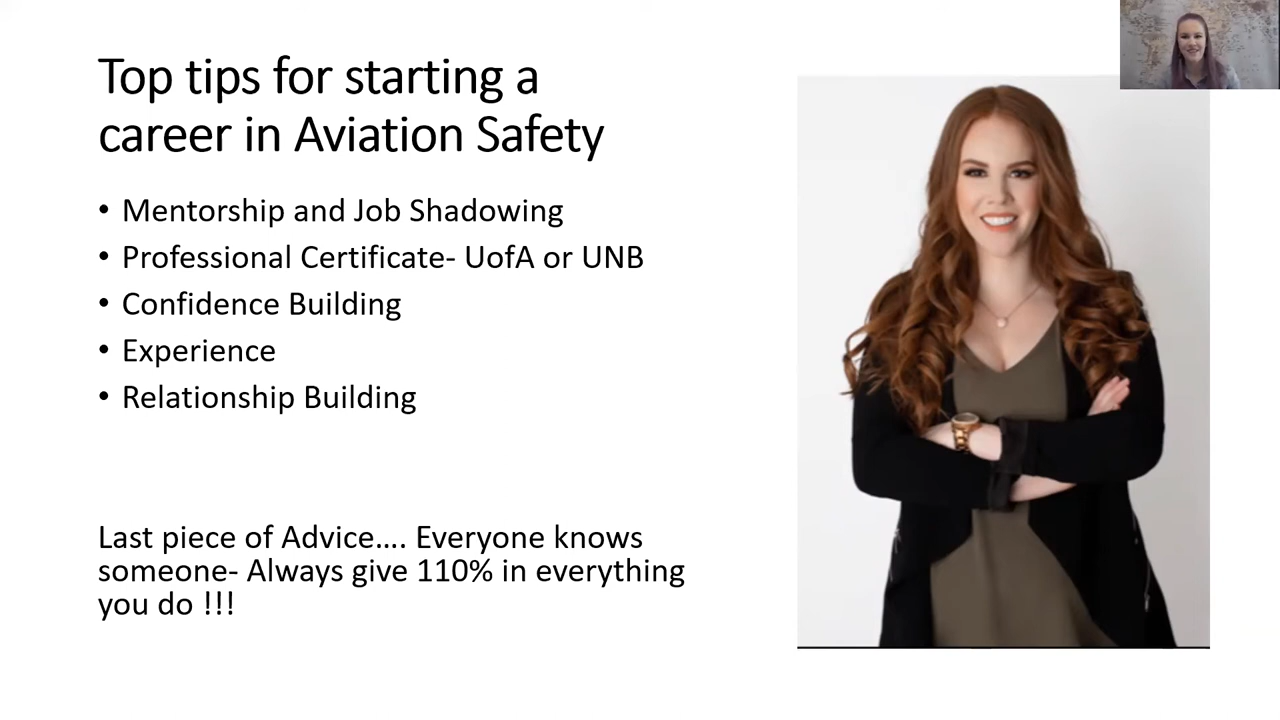 Top tips for starting a
career in Aviation Safety
• Mentorship and Job Shadowing
• Professional Certificate- UofA or UNB
• Confidence Building
• Experience
• Relationship Building
Last piece of Advice.... Everyone knows
someone- Always give 110% in everything
you do !!!